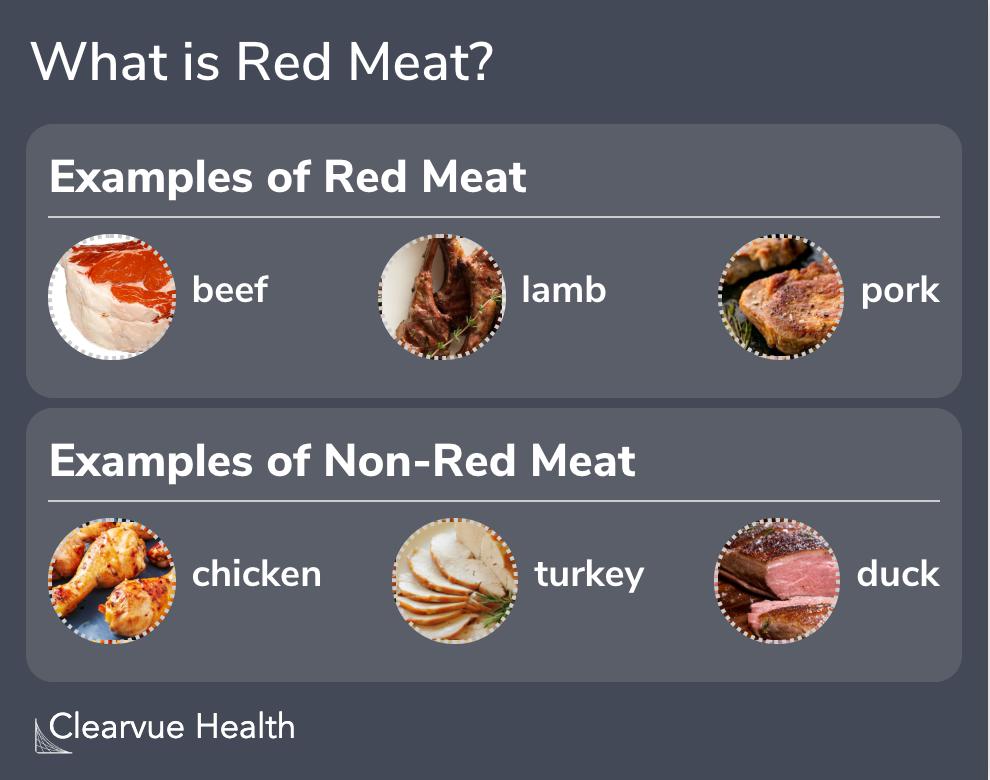 What is Red Meat?
Examples of Red Meat
beef
lamb
pork
Examples of Non-Red Meat
chicken
turkey
duck
Clearvue Health